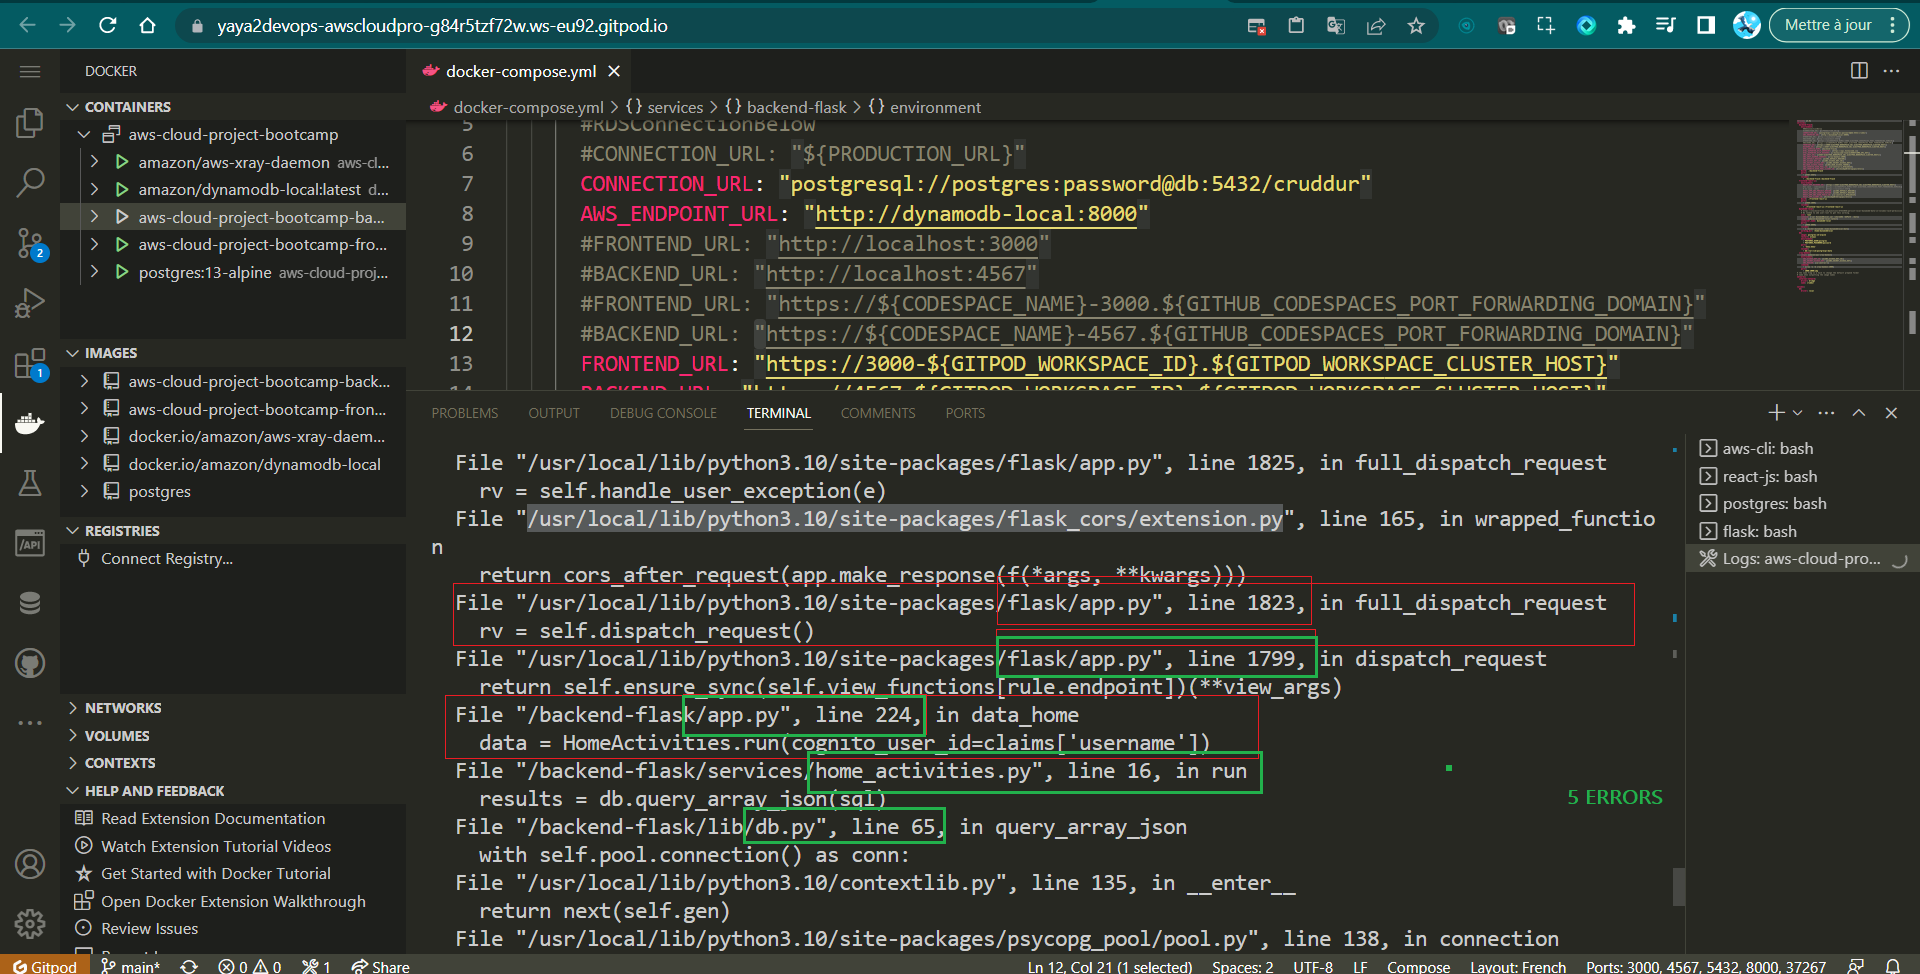 yaya2devops-awscloudpro-g84r5tzf72w.ws-eu92.gitpod.io
Mettre à jour
DOCKER
docker-compose.yml
CONTAINERS
docker-compose.yml > {} services > {} backend-flask > {} environment
aws-cloud-project-bootcamp
amazon/aws-xray-daemon aws-cl...
amazon/dynamodb-local:latest d...
aws-cloud-project-bootcamp-ba...
aws-cloud-project-bootcamp-fro...
postgres:13-alpine aws-cloud-proj...
IMAGES
aws-cloud-project-bootcamp-back...
aws-cloud-project-bootcamp-fron...
docker.io/amazon/aws-xray-daem...
docker.io/amazon/dynamodb-local
postgres
REGISTRIES
Connect Registry...
NETWORKS
VOLUMES
CONTEXTS
HELP AND FEEDBACK
Read Extension Documentation
Watch Extension Tutorial Videos
Get Started with Docker Tutorial
Open Docker Extension Walkthrough
Review Issues
2
1
/API
5 #RDSConnectionBelow
6 #CONNECTION_URL: "${PRODUCTION_URL}"
7 CONNECTION_URL: "postgresql://postgres:password@db:5432/cruddur"
8 AWS_ENDPOINT_URL: "http://dynamodb-local:8000"
9 #FRONTEND_URL: "http://localhost:3000"
10 #BACKEND_URL: "http://localhost:4567"
11 #FRONTEND_URL: "https://${CODESPACE_NAME}-3000.${GITHUB_CODESPACES_PORT_FORWARDING_DOMAIN}"
12 #BACKEND_URL: "https://${CODESPACE_NAME}-4567.${GITHUB_CODESPACES_PORT_FORWARDING_DOMAIN}"
13 FRONTEND_URL: "https://3000-${GITPOD_WORKSPACE_ID}.${GITPOD_WORKSPACE_CLUSTER_HOST}"
14 BACKEND_URL: "https://4567-${GITPOD_WORKSPACE_ID}.${GITPOD_WORKSPACE_CLUSTER_HOST}"
PROBLEMS OUTPUT DEBUG CONSOLE TERMINAL COMMENTS PORTS
File "/usr/local/lib/python3.10/site-packages/flask/app.py", line 1825, in full_dispatch_request
rv = self.handle_user_exception(e)
File "/usr/local/lib/python3.10/site-packages/flask_cors/extension.py", line 165, in wrapped_functio
n
return cors_after_request(app.make_response(f(*args, **kwargs)))
File "/usr/local/lib/python3.10/site-packages/flask/app.py", line 1823, in full_dispatch_request
rv = self.dispatch_request()
File "/usr/local/lib/python3.10/site-packages/flask/app.py", line 1799, in dispatch_request
return self.ensure_sync(self.view_functions[rule.endpoint])(**view_args)
File "/backend-flask/app.py", line 224, in data_home
data = HomeActivities.run(cognito_user_id=claims['username'])
File "/backend-flask/services/home_activities.py", line 16, in run
results = db.query_array_json(sql)
File "/backend-flask/lib/db.py", line 65, in query_array_json
with self.pool.connection() as conn:
File "/usr/local/lib/python3.10/contextlib.py", line 135, in __enter__
return next(self.gen)
File "/usr/local/lib/python3.10/site-packages/psycopg_pool/pool.py", line 138, in connection
5 ERRORS
aws-cli: bash
react-js: bash
postgres: bash
flask: bash
Logs: aws-cloud-pro...
Gitpod main* 0 0 1 Share
Ln 12, Col 21 (1 selected) Spaces: 2 UTF-8 LF Compose Layout: French Ports: 3000, 4567, 5432, 8000, 37267